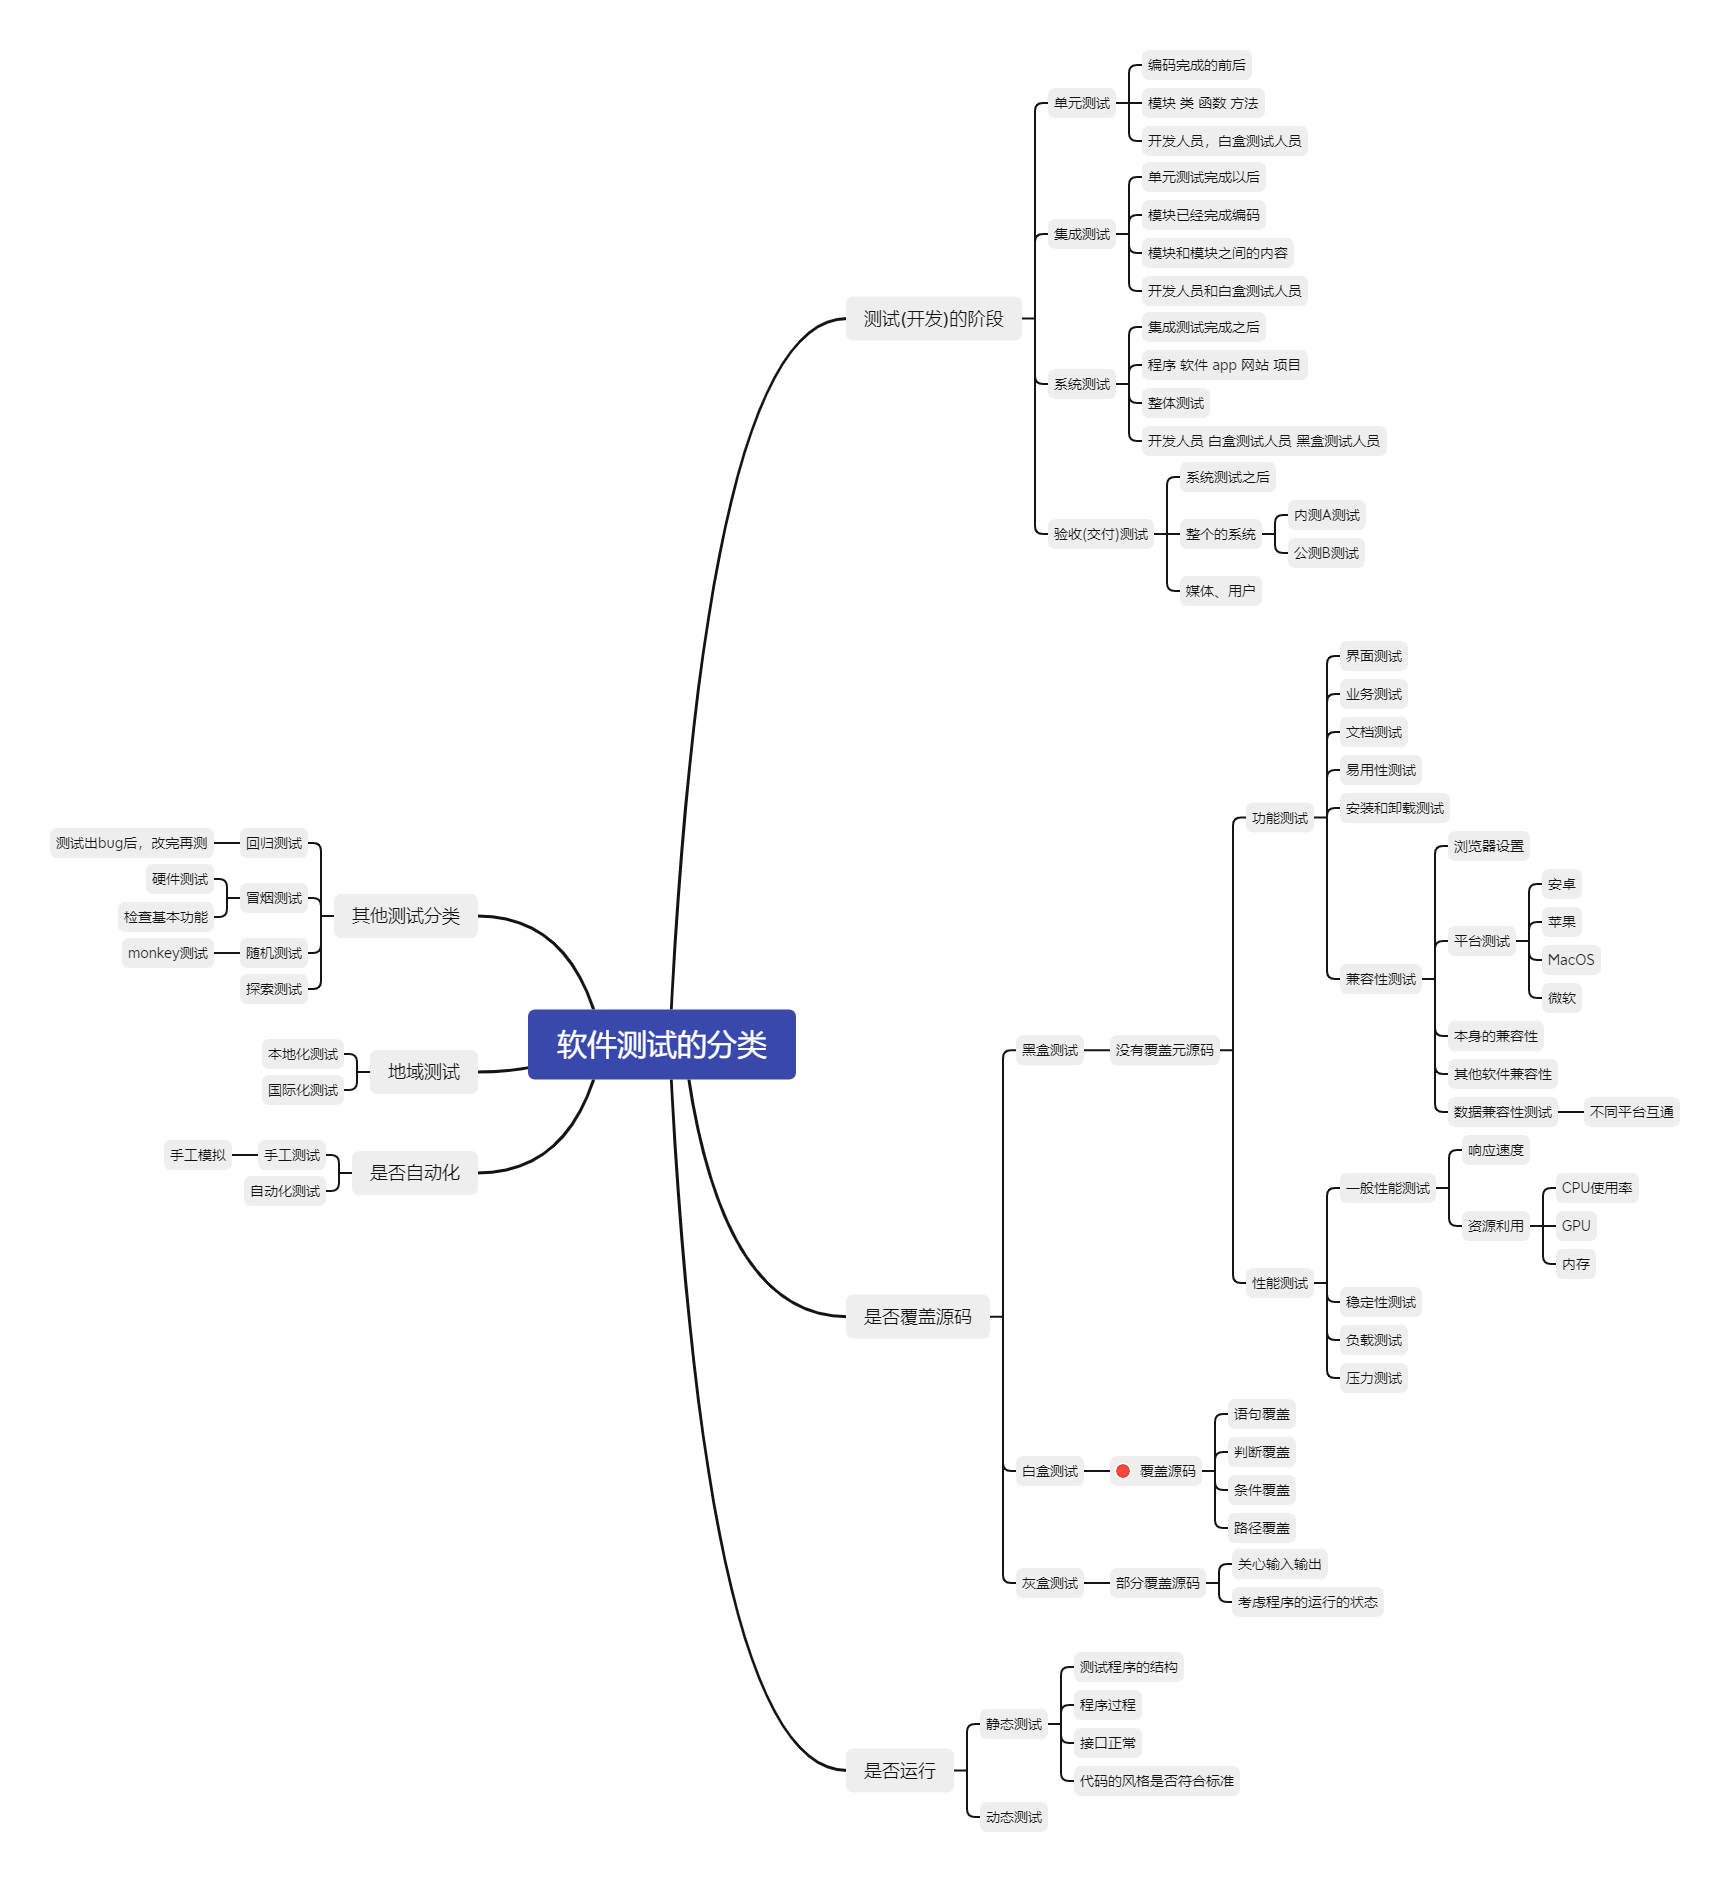 软件测试的分类
测试(开发)的阶段
单元测试
编码完成的前后
模块 类 函数 方法
开发人员，白盒测试人员
集成测试
单元测试完成以后
模块已经完成编码
模块和模块之间的内容
开发人员和白盒测试人员
系统测试
集成测试完成之后
程序 软件 app 网站 项目
整体测试
开发人员 白盒测试人员 黑盒测试人员
验收(交付)测试
系统测试之后
整个的系统
内测A测试
公测B测试
媒体、用户
是否覆盖源码
黑盒测试
没有覆盖元源码
功能测试
界面测试
业务测试
文档测试
易用性测试
安装和卸载测试
兼容性测试
浏览器设置
平台测试
安卓
苹果
MacOS
微软
本身的兼容性
其他软件兼容性
数据兼容性测试
不同平台互通
性能测试
一般性能测试
响应速度
资源利用
CPU使用率
GPU
内存
稳定性测试
负载测试
压力测试
白盒测试
覆盖源码
语句覆盖
判断覆盖
条件覆盖
路径覆盖
灰盒测试
部分覆盖源码
关心输入输出
考虑程序的运行的状态
是否运行
静态测试
测试程序的结构
程序过程
接口正常
代码的风格是否符合标准
动态测试
其他测试分类
回归测试
测试出bug后，改完再测
冒烟测试
硬件测试
检查基本功能
随机测试
monkey测试
探索测试
地域测试
本地化测试
国际化测试
是否自动化
手工测试
手工模拟
自动化测试